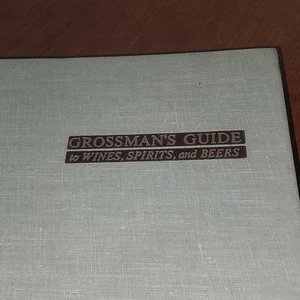 GROSSMAN'S GUIDE
to WINES, SPIRITS, and BEERS